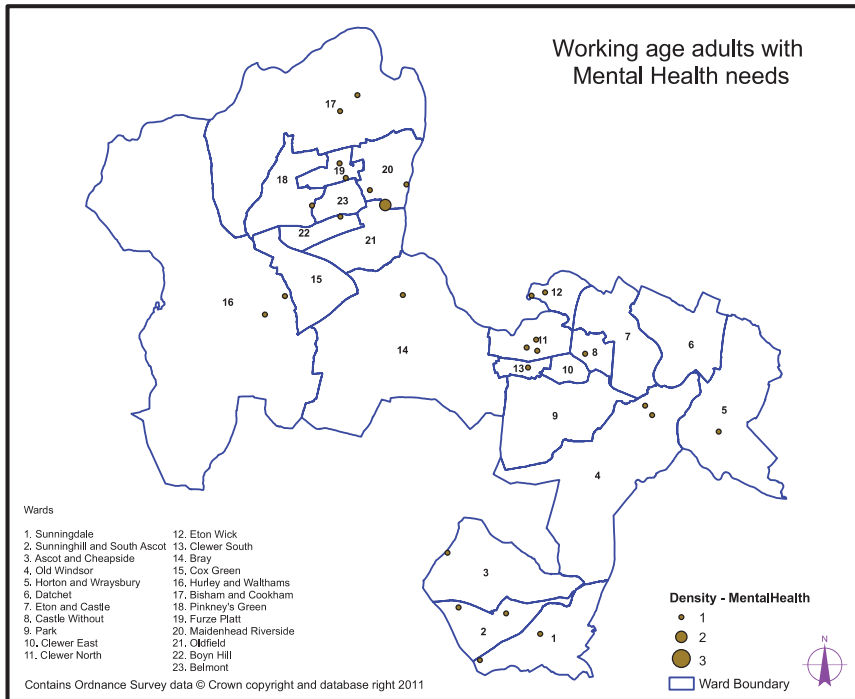 Working age adults with
Mental Health needs
17
18
19
20
23
22
21
15
16
14
12
11
8
7
6
13
10
9
5
4
3
2
1
Wards
1. Sunningdale
2. Sunninghill and South Ascot
3. Ascot and Cheapside
4, Old Windsor
5. Horton and Wraysbury
6, Datchet
7. Eton and Castle
8, Castle Without
9. Park
10. Clewer East
11. Clewer North
12. Eton Wick
13. Clewer South
14. Bray
15, Cox Green
16, Hurley and Walthams
17, Bisham and Cookham
18, Pinkney's Green
19, Furze Platt
20. Maidenhead Riverside
21. Oldfield
22. Boyn Hill
23. Belmont
Density - MentalHealth
1
2
3
Ward Boundary
N
Contains Ordnance Survey data © Crown copyright and database right 2011